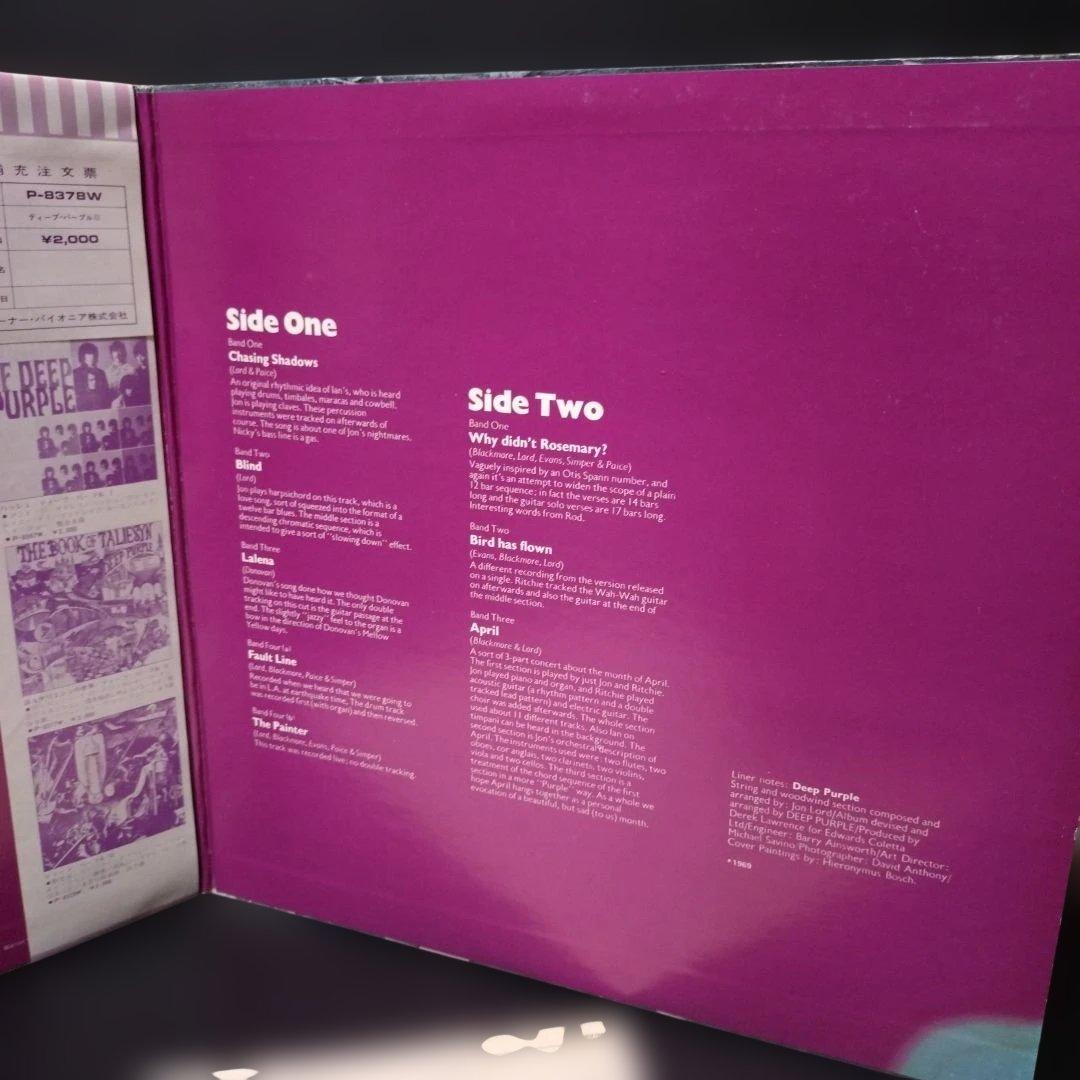 充注文票
P-8378W
ディープ・パープル
¥2,000
ーナー・パイオニア株式会社
DEEP
URPLE
THE BOOK OF TALIESYN
DEEP PURPLE
Side One
Band One
Chasing Shadows
(Lord & Paice)
An original rhythmic idea of Ian's, who is heard
playing drums, timbales, maracas and cowbell.
Jon is playing claves. These percussion
instruments were tracked on afterwards of
course. The song is about one of Jon's nightmares.
Nicky's bass line is a gas.
Band Two
Blind
(Lord)
Jon plays harpsichord on this track, which is a
love song, sort of squeezed into the format of a
twelve bar blues. The middle section is a
descending chromatic sequence, which is
intended to give a sort of "slowing down" effect.
Band Three
Lalena
(Donovan)
Donovan's song done how we thought Donovan
might like to have heard it. The only double
tracking on this cut is the guitar passage at the
end. The slightly "jazzy" feel to the organ is a
bow in the direction of Donovan's Mellow
Yellow days.
Band Four (a)
Fault Line
(Lord, Blackmore, Paice & Simper)
Recorded when we heard that we were going to
be in L.A. at earthquake time, The drum track
was recorded first (with organ) and then reversed.
Band Four (b)
The Painter
(Lord, Blackmore, Evans, Paice & Simper)
This track was recorded live; no double tracking.
Side Two
Band One
Why didn't Rosemary?
(Blackmore, Lord, Evans, Simper & Paice)
Vaguely inspired by an Otis Spann number, and
again it's an attempt to widen the scope of a plain
12 bar sequence; in fact the verses are 14 bars
long and the guitar solo verses are 17 bars long.
Interesting words from Rod.
Band Two
Bird has flown
(Evans, Blackmore, Lord)
A different recording from the version released
on a single. Ritchie tracked the Wah-Wah guitar
on afterwards and also the guitar at the end of
the middle section.
Band Three
April
(Blackmore & Lord)
A sort of 3-part concert about the month of April.
The first section is played by just Jon and Ritchie.
Jon played piano and organ, and Ritchie played
acoustic guitar (a rhythm pattern and a double
tracked lead pattern) and electric guitar. The
choir was added afterwards. The whole section
used about 11 different tracks. Also Ian on
timpani can be heard in the background. The
second section is Jon's orchestral description of
April. The instruments used were: two flutes, two
oboes, cor anglais, two clarinets, two violins,
viola and two cellos. The third section is a
treatment of the chord sequence of the first
section in a more "Purple" way. As a whole we
hope April hangs together as a personal
evocation of a beautiful, but sad (to us) month.
Liner notes: Deep Purple
String and woodwind section composed and
arranged by: Jon Lord/Album devised and
arranged by DEEP PURPLE/Produced by
Derek Lawrence for Edwards Coletta
Ltd/Engineer: Barry Ainsworth/Art Director:
Michael Savino/Photographer: David Anthony/
Cover Paintings by: Hieronymus Bosch.
*1969